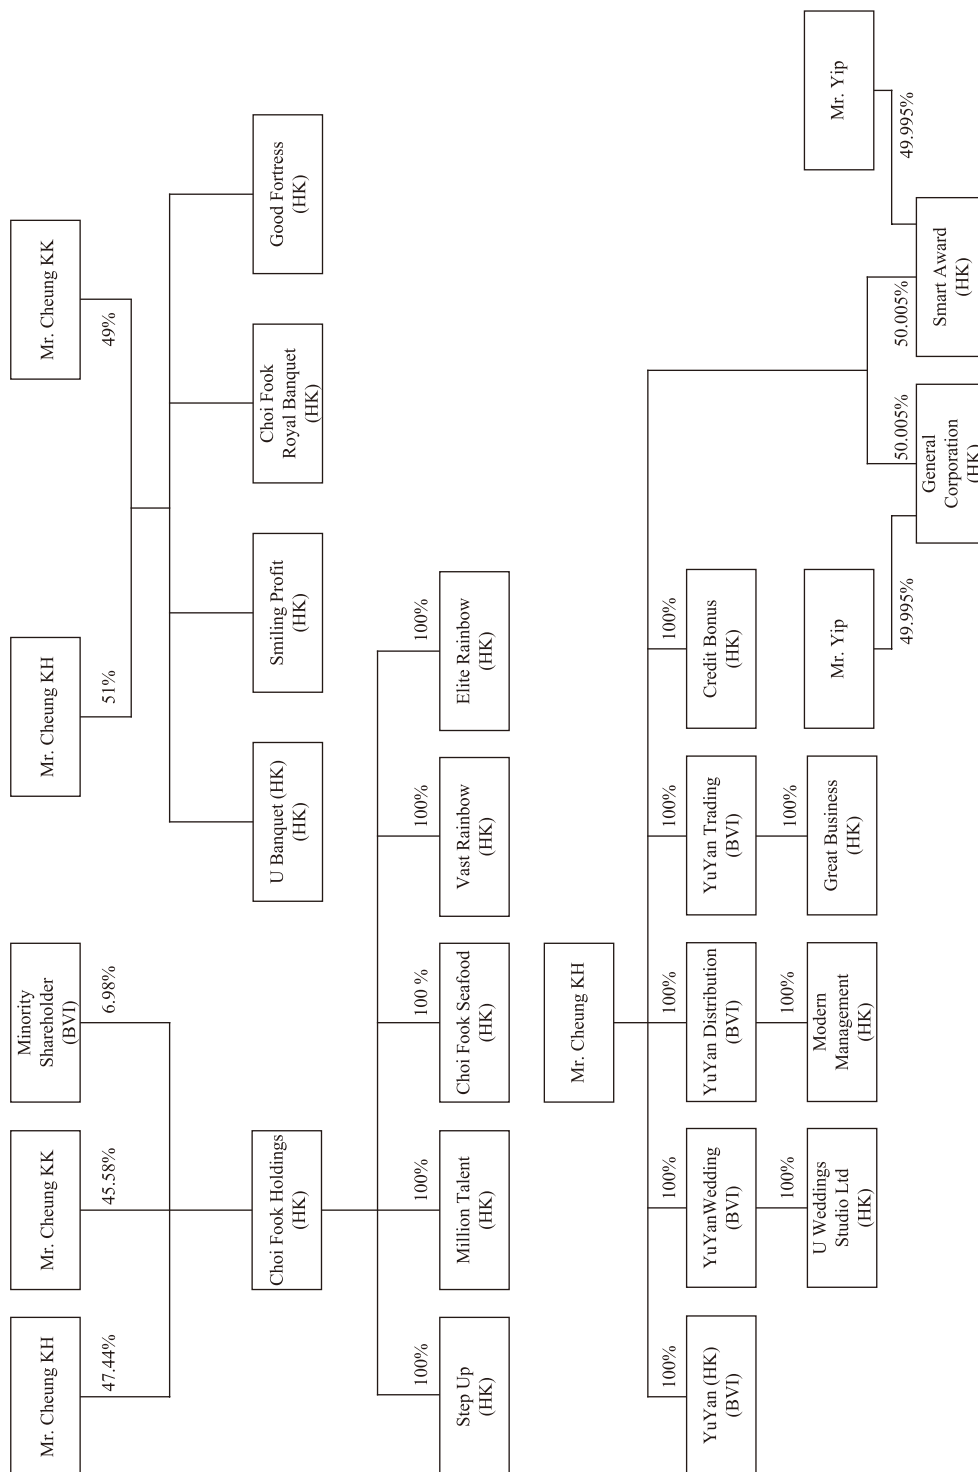 Mr. Cheung KH
47.44%
Mr. Cheung KK
45.58%
Minority
Shareholder
(BVI)
6.98%
Choi Fook Holdings
(HK)
100%
Step Up
(HK)
100%
Million Talent
(HK)
100 %
Choi Fook Seafood
(HK)
100%
Vast Rainbow
(HK)
100%
Elite Rainbow
(HK)
Mr. Cheung KH
51%
Mr. Cheung KK
49%
U Banquet (HK)
(HK)
Smiling Profit
(HK)
Choi Fook
Royal Banquet
(HK)
Good Fortress
(HK)
Mr. Cheung KH
100%
YuYan (HK)
(BVI)
100%
YuYanWedding
(BVI)
100%
YuYan Distribution
(BVI)
100%
YuYan Trading
(BVI)
100%
Credit Bonus
(HK)
100%
U Weddings
Studio Ltd
(HK)
100%
Modern
Management
(HK)
100%
Great Business
(HK)
Mr. Yip
49.995%
50.005%
General
Corporation
(HK)
50.005%
Mr. Yip
49.995%
Smart Award
(HK)